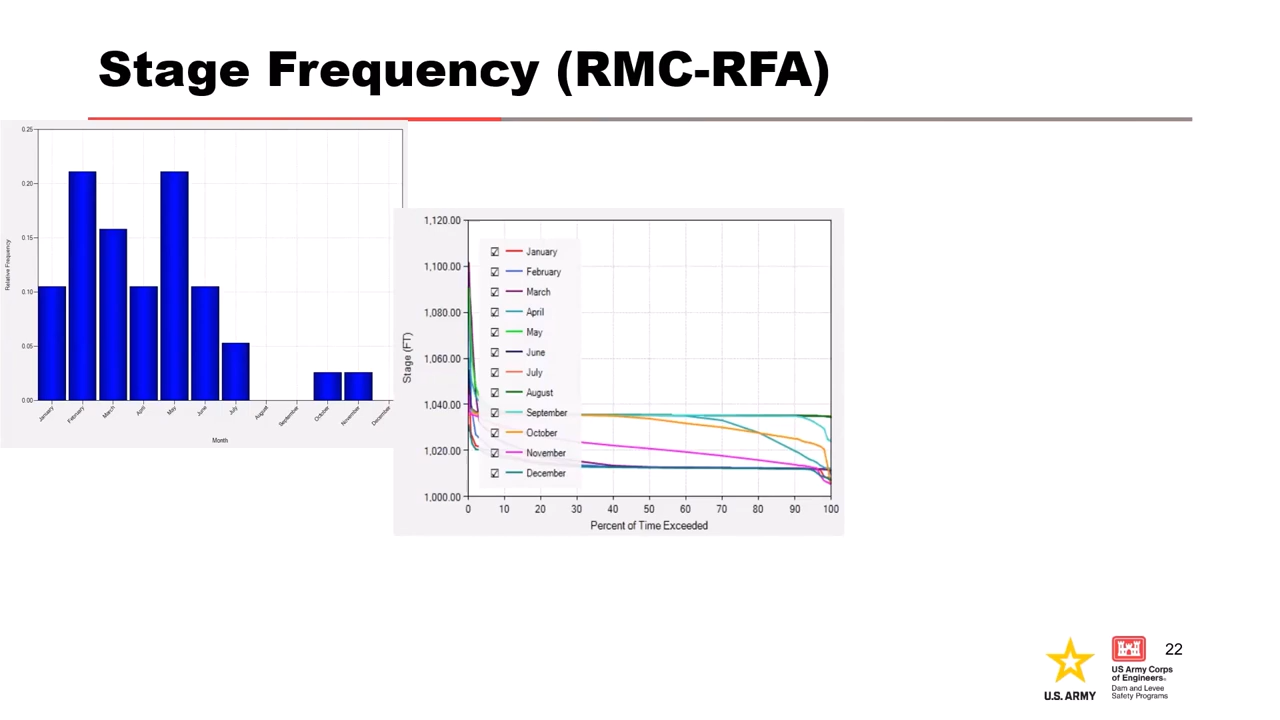 Stage Frequency (RMC-RFA)
0.25
0.20
0.15
0.10
0.05
0.00
Relative Frequency
January
February
March
April
May
June
July
August
September
October
November
December
Month
1,120.00
1,100.00
1,080.00
1,060.00
1,040.00
1,020.00
1,000.00
Stage (FT)
January
February
March
April
May
June
July
August
September
October
November
December
0 10 20 30 40 50 60 70 80 90 100
Percent of Time Exceeded
U.S. ARMY
US Army Corps
of Engineers®
Dam and Levee
Safety Programs
22